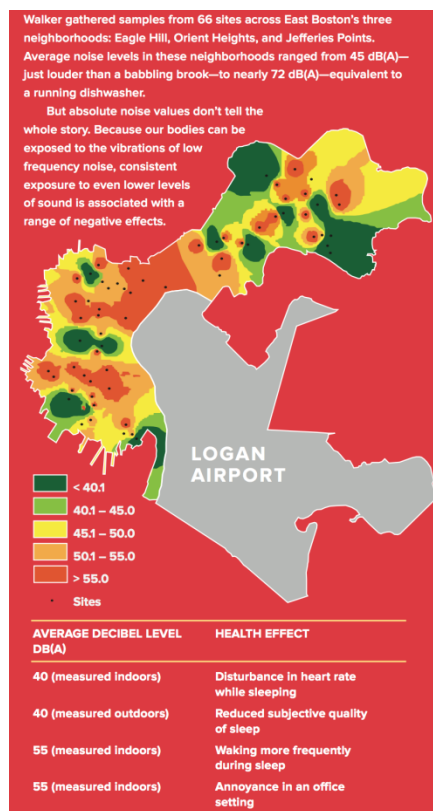 Walker gathered samples from 66 sites across East Boston’s three
neighborhoods: Eagle Hill, Orient Heights, and Jefferies Points.
Average noise levels in these neighborhoods ranged from 45 dB(A)—
just louder than a babbling brook—to nearly 72 dB(A)—equivalent to
a running dishwasher.
But absolute noise values don’t tell the
whole story. Because our bodies can be
exposed to the vibrations of low
frequency noise, consistent
exposure to even lower levels
of sound is associated with a
range of negative effects.
LOGAN
AIRPORT
< 40.1
40.1 – 45.0
45.1 – 50.0
50.1 – 55.0
> 55.0
Sites
AVERAGE DECIBEL LEVEL HEALTH EFFECT
DB(A)
40 (measured indoors) Disturbance in heart rate
while sleeping
40 (measured outdoors) Reduced subjective quality
of sleep
55 (measured indoors) Waking more frequently
during sleep
55 (measured indoors) Annoyance in an office
setting